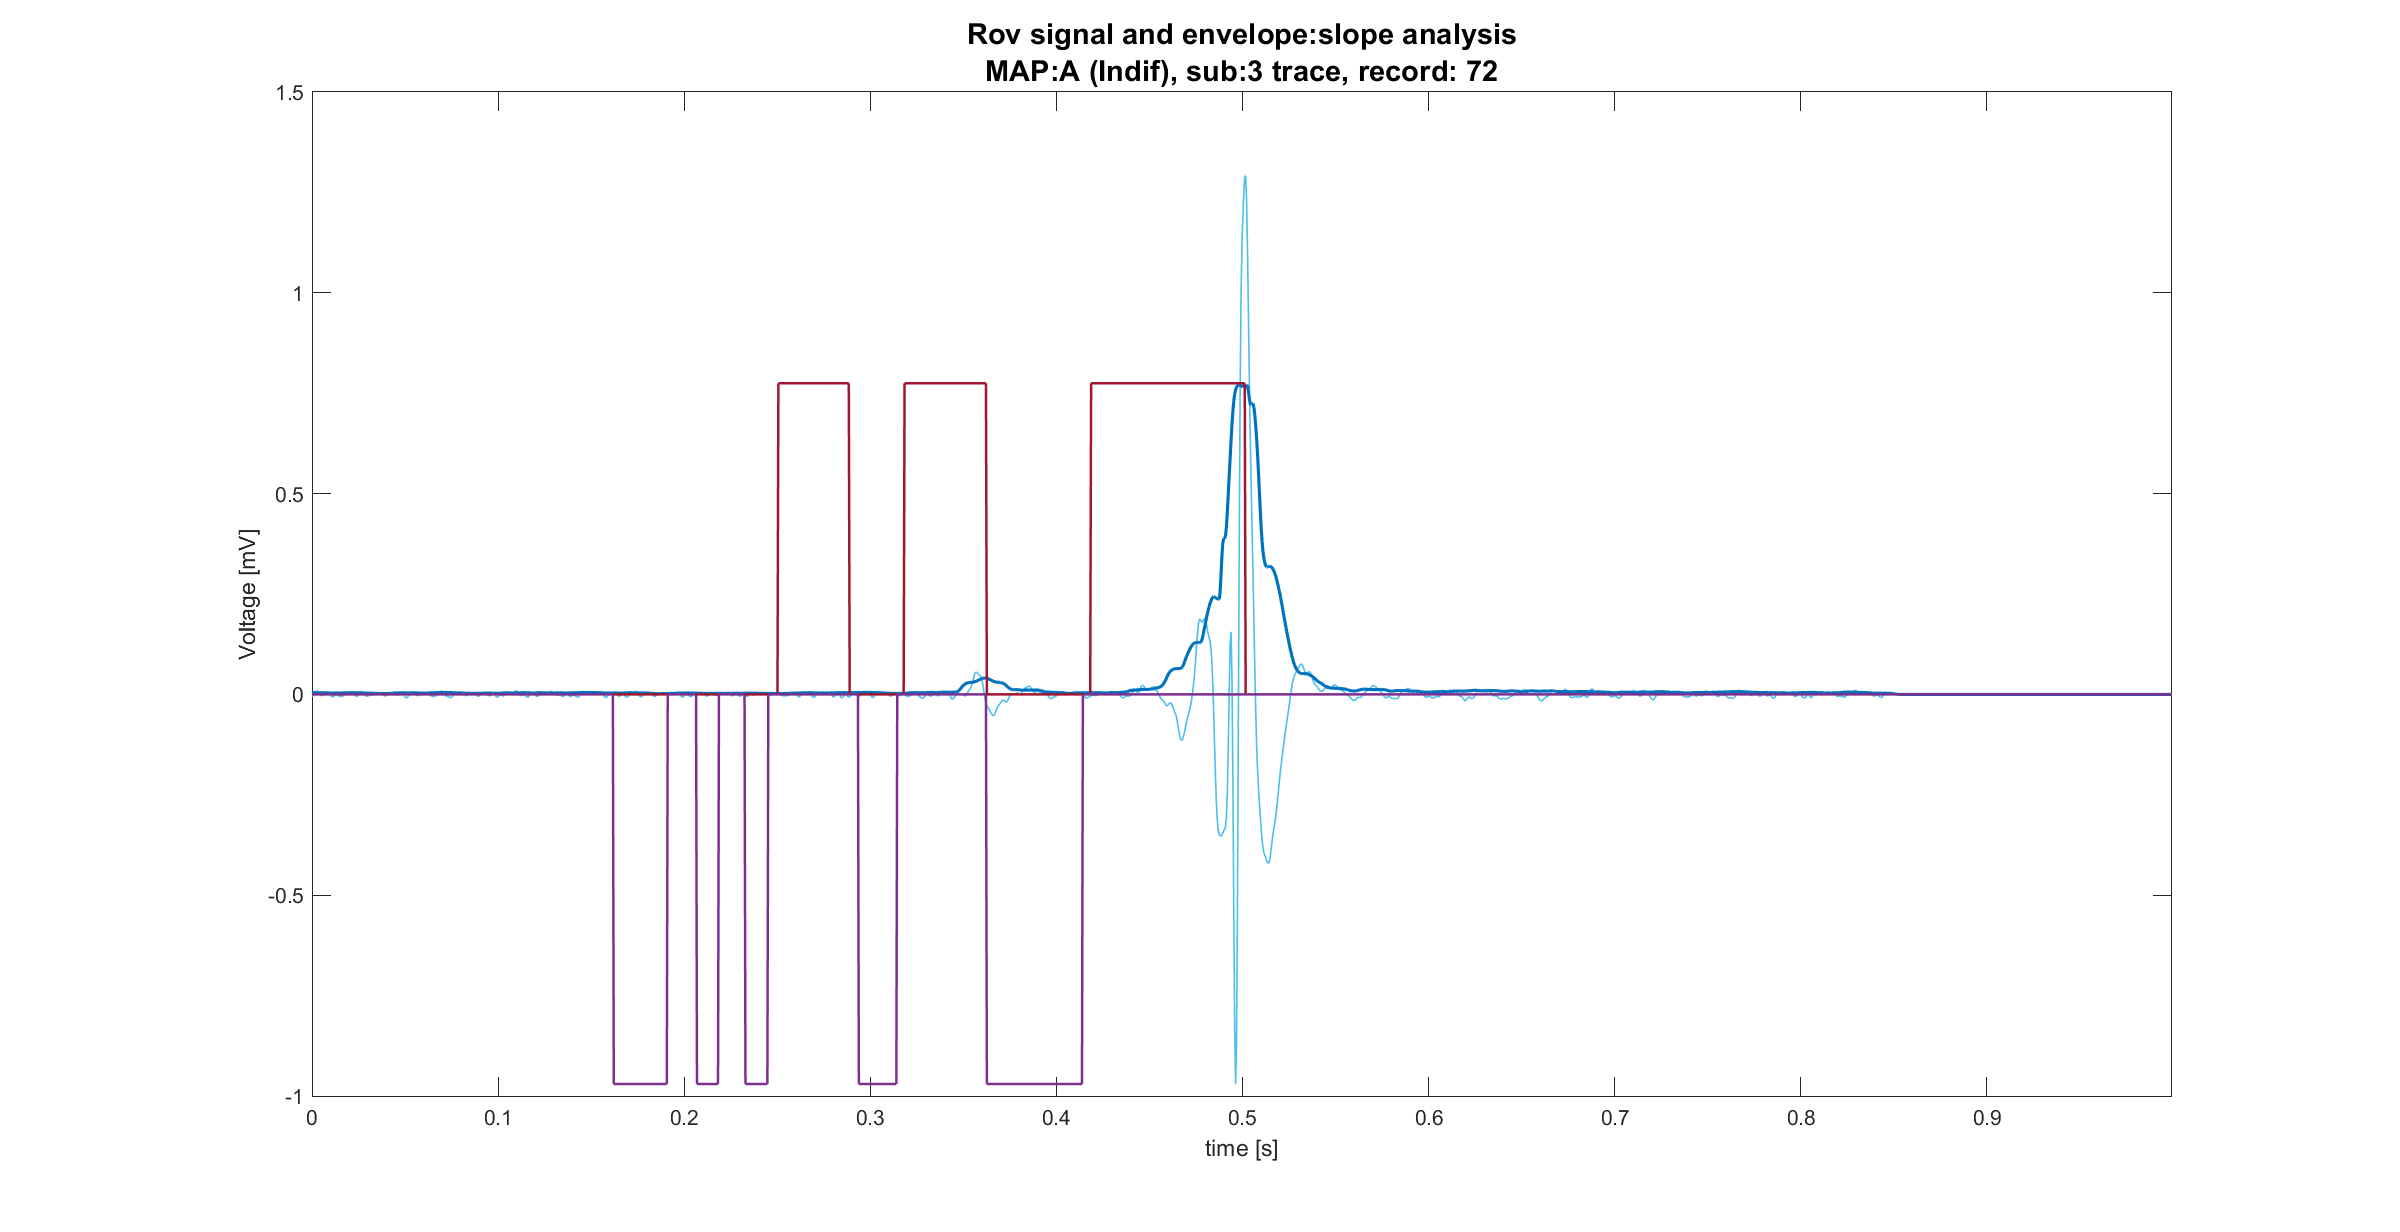 Rov signal and envelope:slope analysis
MAP:A (Indif), sub:3 trace, record: 72
1.5
1
0.5
0
-0.5
-1
Voltage [mV]
0 0.1 0.2 0.3 0.4 0.5 0.6 0.7 0.8 0.9
time [s]